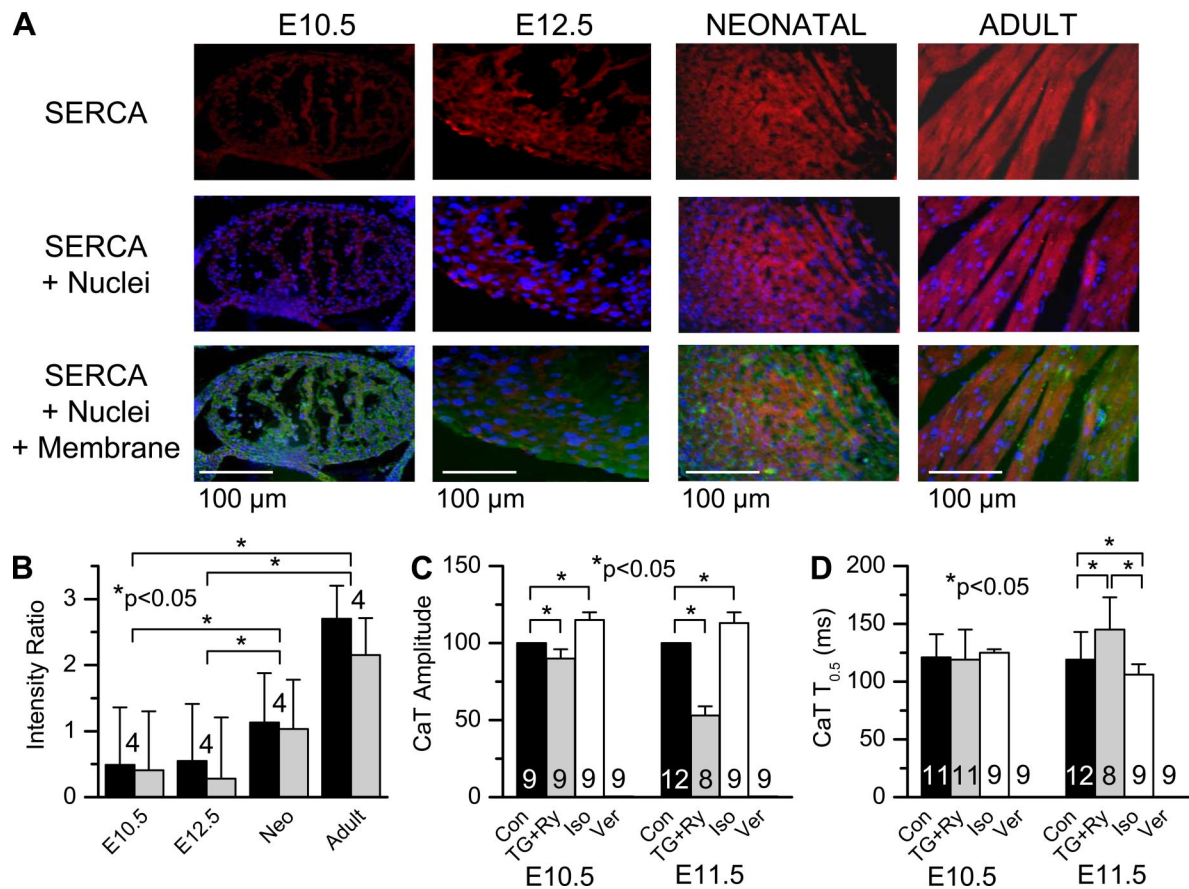 A E10.5 E12.5 NEONATAL ADULT
SERCA
SERCA
+ Nuclei
SERCA
+ Nuclei
+ Membrane
100 µm 100 µm 100 µm 100 µm
B
Intensity Ratio
3
2
1
0
*p<0.05
* * * *
4 4 4 4
E10.5 E12.5 Neo Adult
C
CaT Amplitude
150
100
50
0
*p<0.05
* * * *
9 9 9 9 12 8 9 9
Con TG+Ry Iso Ver Con TG+Ry Iso Ver
E10.5 E11.5
D
CaT T0.5 (ms)
200
150
100
50
0
*p<0.05
* * *
11 11 9 9 12 8 9 9
Con TG+Ry Iso Ver Con TG+Ry Iso Ver
E10.5 E11.5